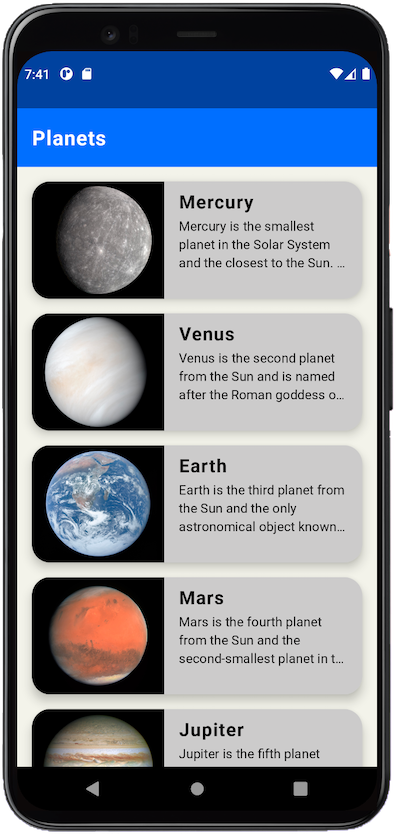 7:41
Planets
Mercury
Mercury is the smallest
planet in the Solar System
and the closest to the Sun. …
Venus
Venus is the second planet
from the Sun and is named
after the Roman goddess o…
Earth
Earth is the third planet from
the Sun and the only
astronomical object known…
Mars
Mars is the fourth planet
from the Sun and the
second-smallest planet in t…
Jupiter
Jupiter is the fifth planet